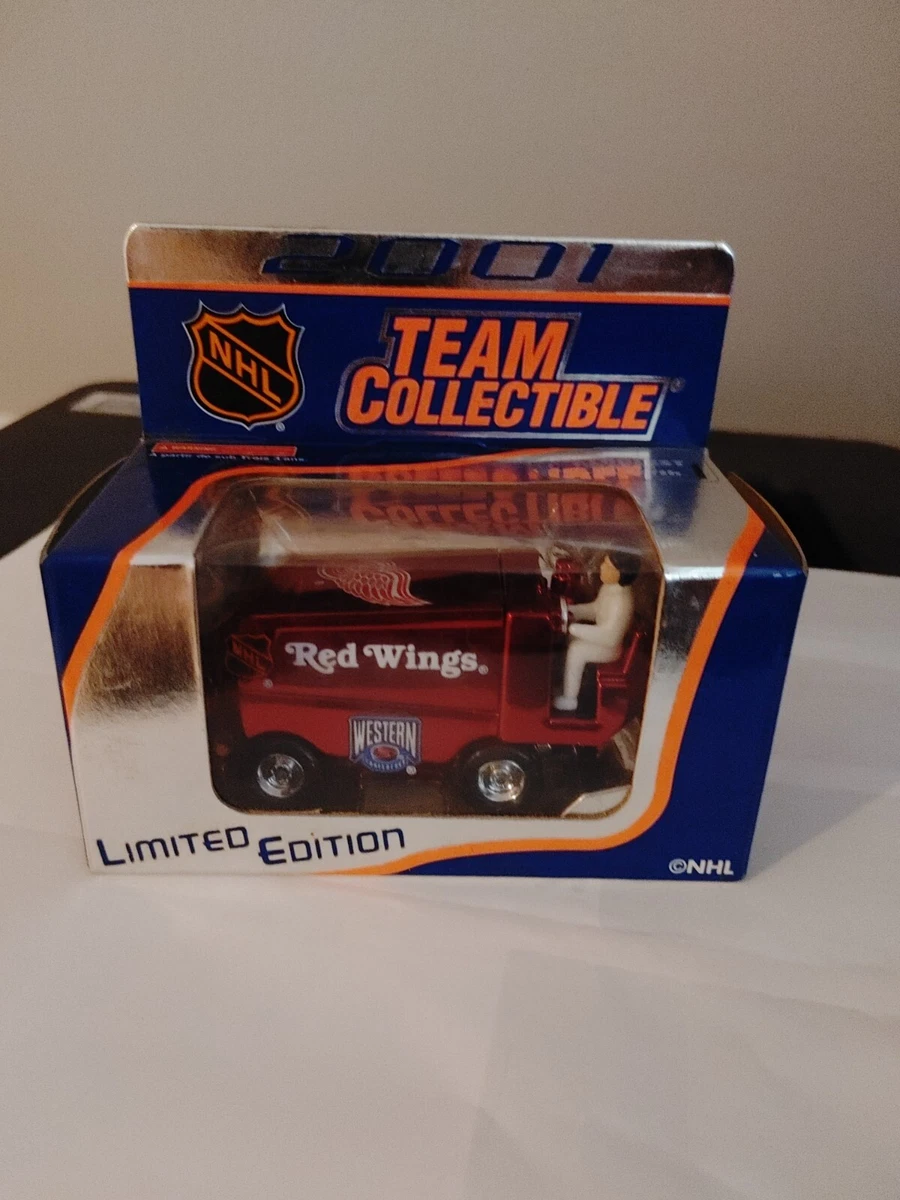 2001
NHL
®
TEAM
COLLECTIBLE®
NHL
®
Red Wings®
WESTERN
®
LIMITED EDITION
©NHL